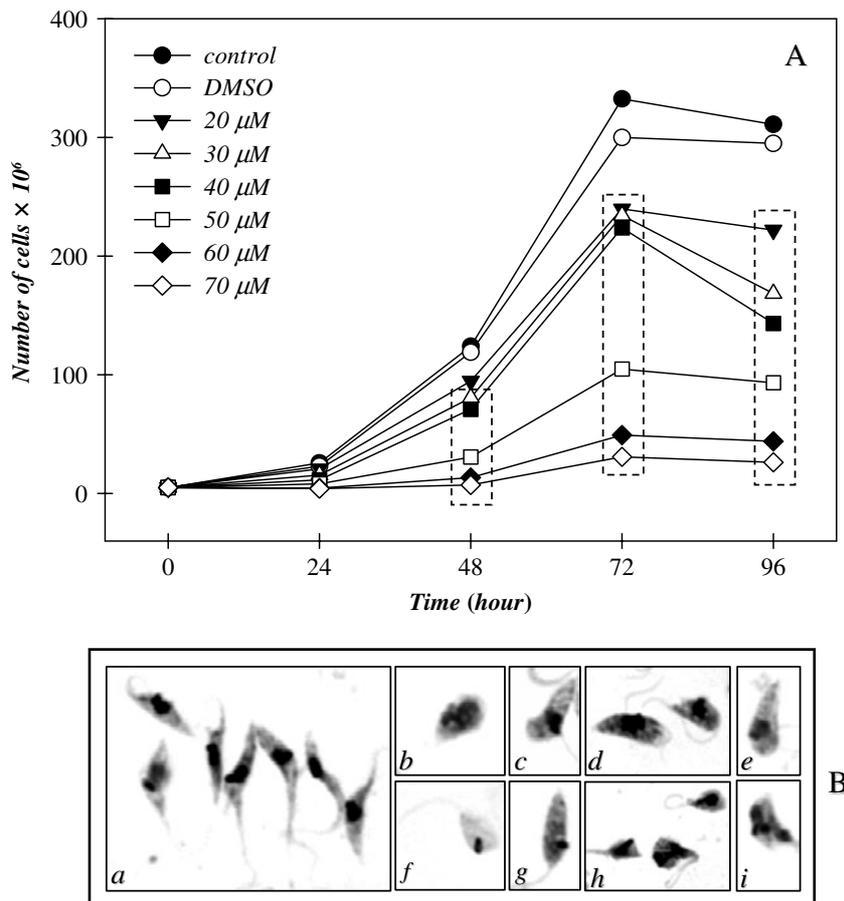 400
A
control
DMSO
20 μM
300
30 μM
40 μM
50 μM
200
60 μM
70 μM
100
0
Number of cells × 10⁶
0 24 48 72 96
Time (hour)
B
a
b
c
d
e
f
g
h
i